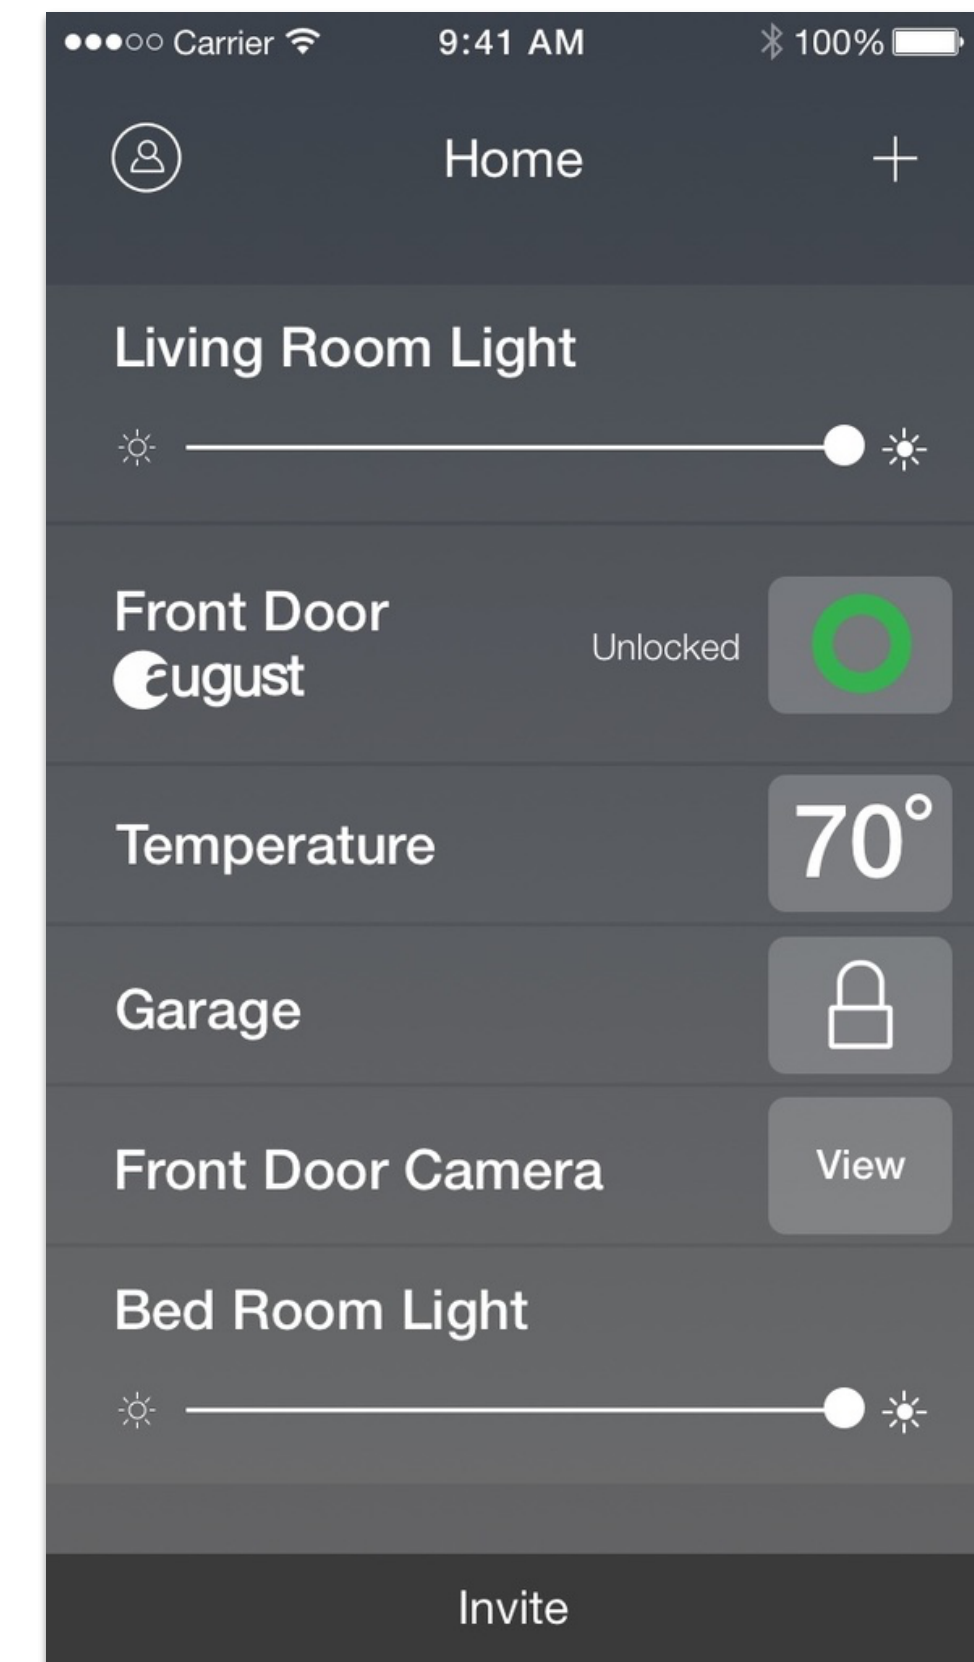 Carrier 9:41 AM 100%
Home
Living Room Light
Front Door
august
Unlocked
Temperature
70°
Garage
Front Door Camera
View
Bed Room Light
Invite